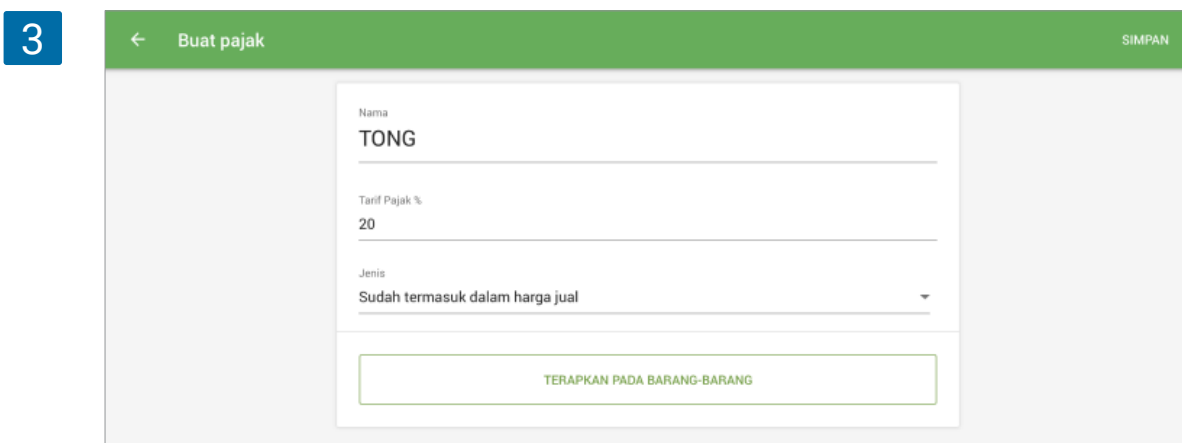 3
Buat pajak
SIMPAN
Nama
TONG
Tarif Pajak %
20
Jenis
Sudah termasuk dalam harga jual
TERAPKAN PADA BARANG-BARANG